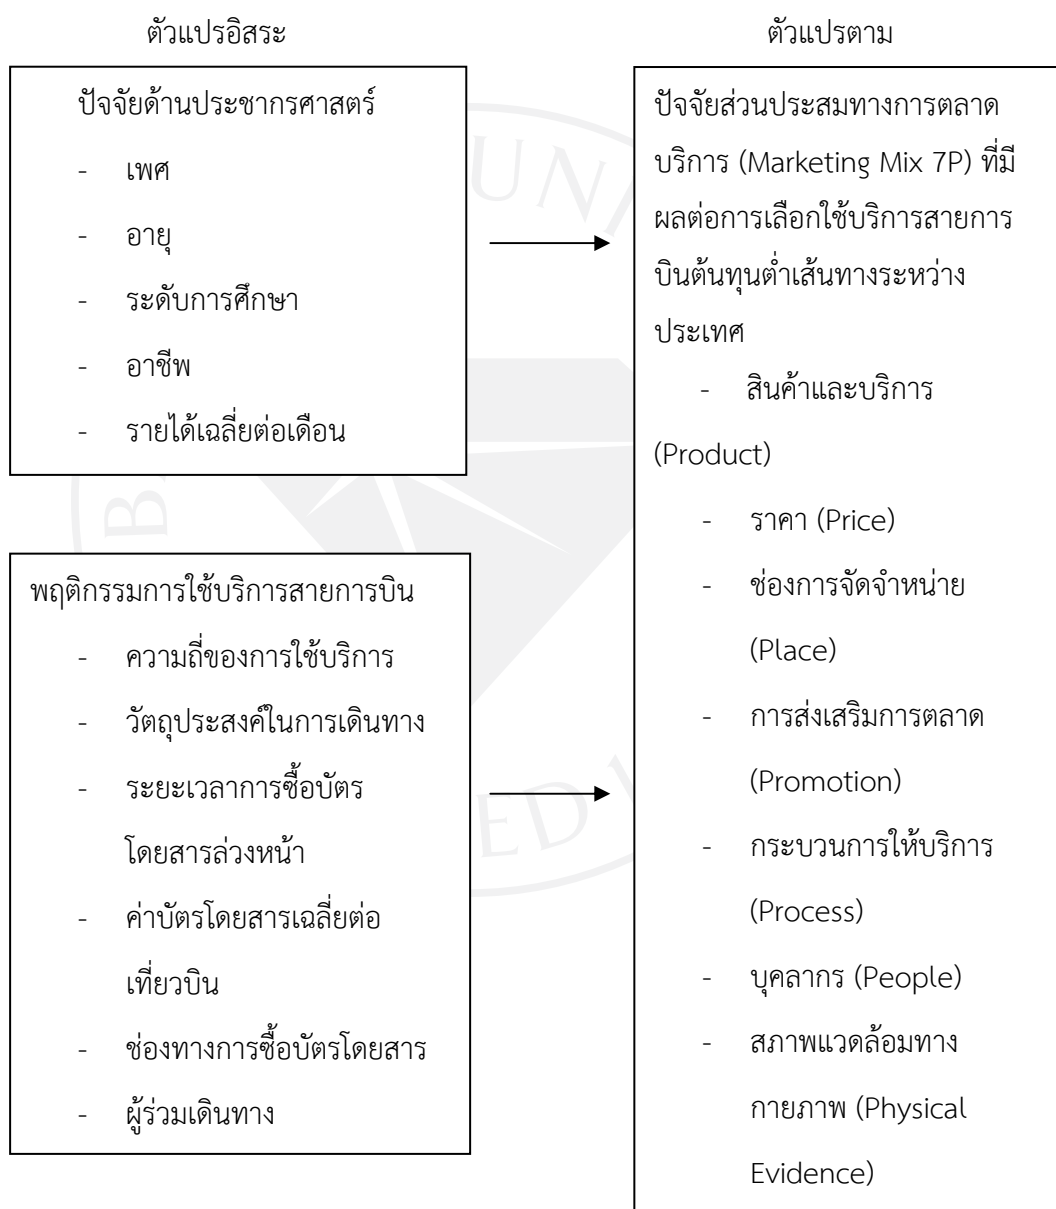 ตัวแปรอิสระ
ปัจจัยด้านประชากรศาสตร์
- เพศ
- อายุ
- ระดับการศึกษา
- อาชีพ
- รายได้เฉลี่ยต่อเดือน
พฤติกรรมการใช้บริการสายการบิน
- ความถี่ของการใช้บริการ
- วัตถุประสงค์ในการเดินทาง
- ระยะเวลาการซื้อบัตร
โดยสารล่วงหน้า
- ค่าบัตรโดยสารเฉลี่ยต่อ
เที่ยวบิน
- ช่องทางการซื้อบัตรโดยสาร
- ผู้ร่วมเดินทาง
ตัวแปรตาม
ปัจจัยส่วนประสมทางการตลาด
บริการ (Marketing Mix 7P) ที่มี
ผลต่อการเลือกใช้บริการสายการ
บินต้นทุนต่ำเส้นทางระหว่าง
ประเทศ
- สินค้าและบริการ
(Product)
- ราคา (Price)
- ช่องการจัดจำหน่าย
(Place)
- การส่งเสริมการตลาด
(Promotion)
- กระบวนการให้บริการ
(Process)
- บุคลากร (People)
- สภาพแวดล้อมทาง
กายภาพ (Physical
Evidence)